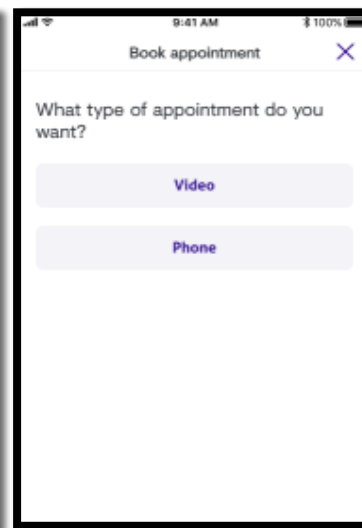 9:41 AM
100%
Book appointment
What type of appointment do you
want?
Video
Phone